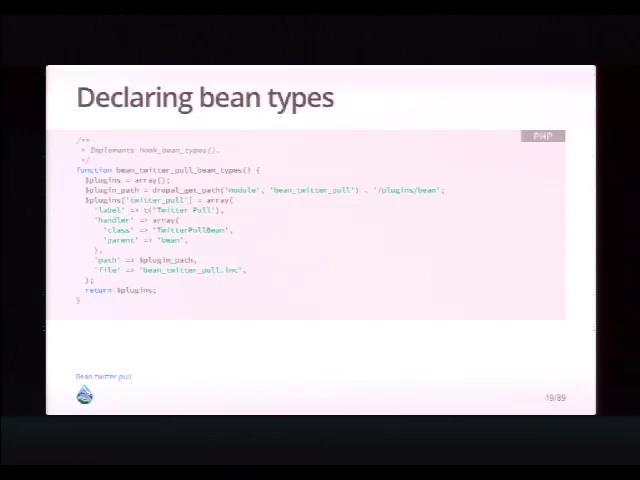 Declaring bean types
PHP
/**
 * Implements hook_bean_types().
 */
function bean_twitter_pull_bean_types() {
  $plugins = array();
  $plugin_path = drupal_get_path('module', 'bean_twitter_pull') . '/plugins/bean';
  $plugins['twitter_pull'] = array(
    'label' => t('Twitter Pull'),
    'handler' => array(
      'class' => 'TwitterPullBean',
      'parent' => 'bean',
    ),
    'path' => $plugin_path,
    'file' => 'bean_twitter_pull.inc',
  );
  return $plugins;
}
Bean twitter pull
49/89